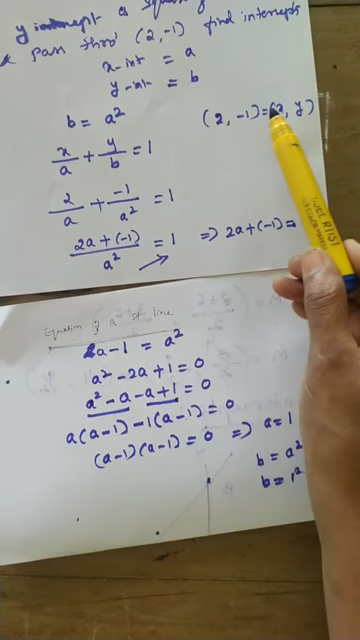 y intercept a square of
pass thro' (2, -1) find intercepts
x-int = a
y-int = b
b = a²
(2, -1) = (x, y)
x/a + y/b = 1
2/a + -1/a² = 1
2a+(-1)/a² = 1 ⇒ 2a+(-1) =
Equation of a line
2a-1 = a²
a² - 2a + 1 = 0
a² - a - a + 1 = 0
a(a-1) - 1(a-1) = 0
(a-1)(a-1) = 0 ⇒ a = 1
b = a²
b = 1²